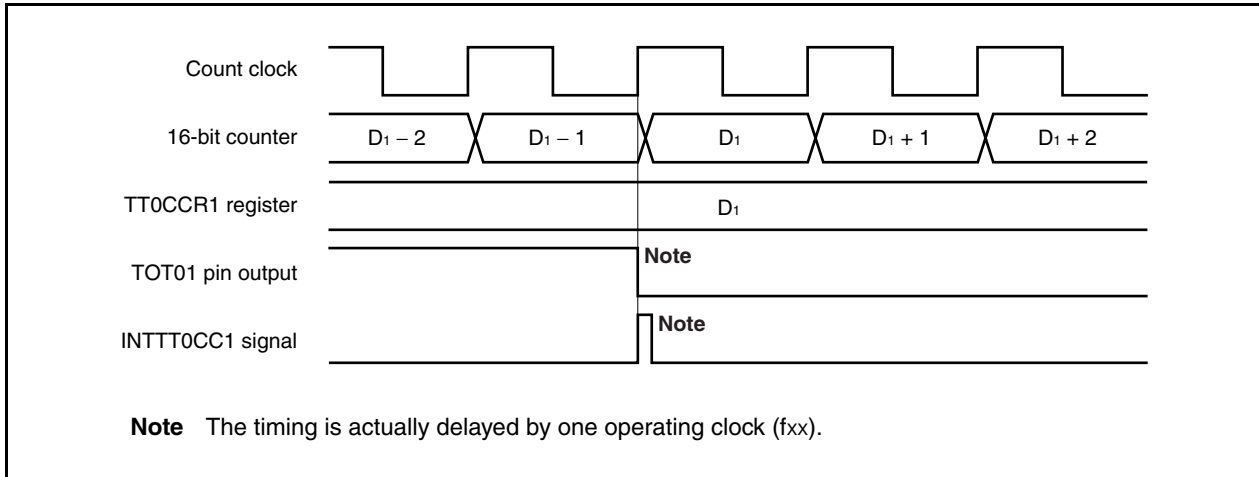 Count clock
16-bit counter D₁ − 2 D₁ − 1 D₁ D₁ + 1 D₁ + 2
TT0CCR1 register D₁
TOT01 pin output Note
INTTT0CC1 signal Note
Note The timing is actually delayed by one operating clock (fxx).